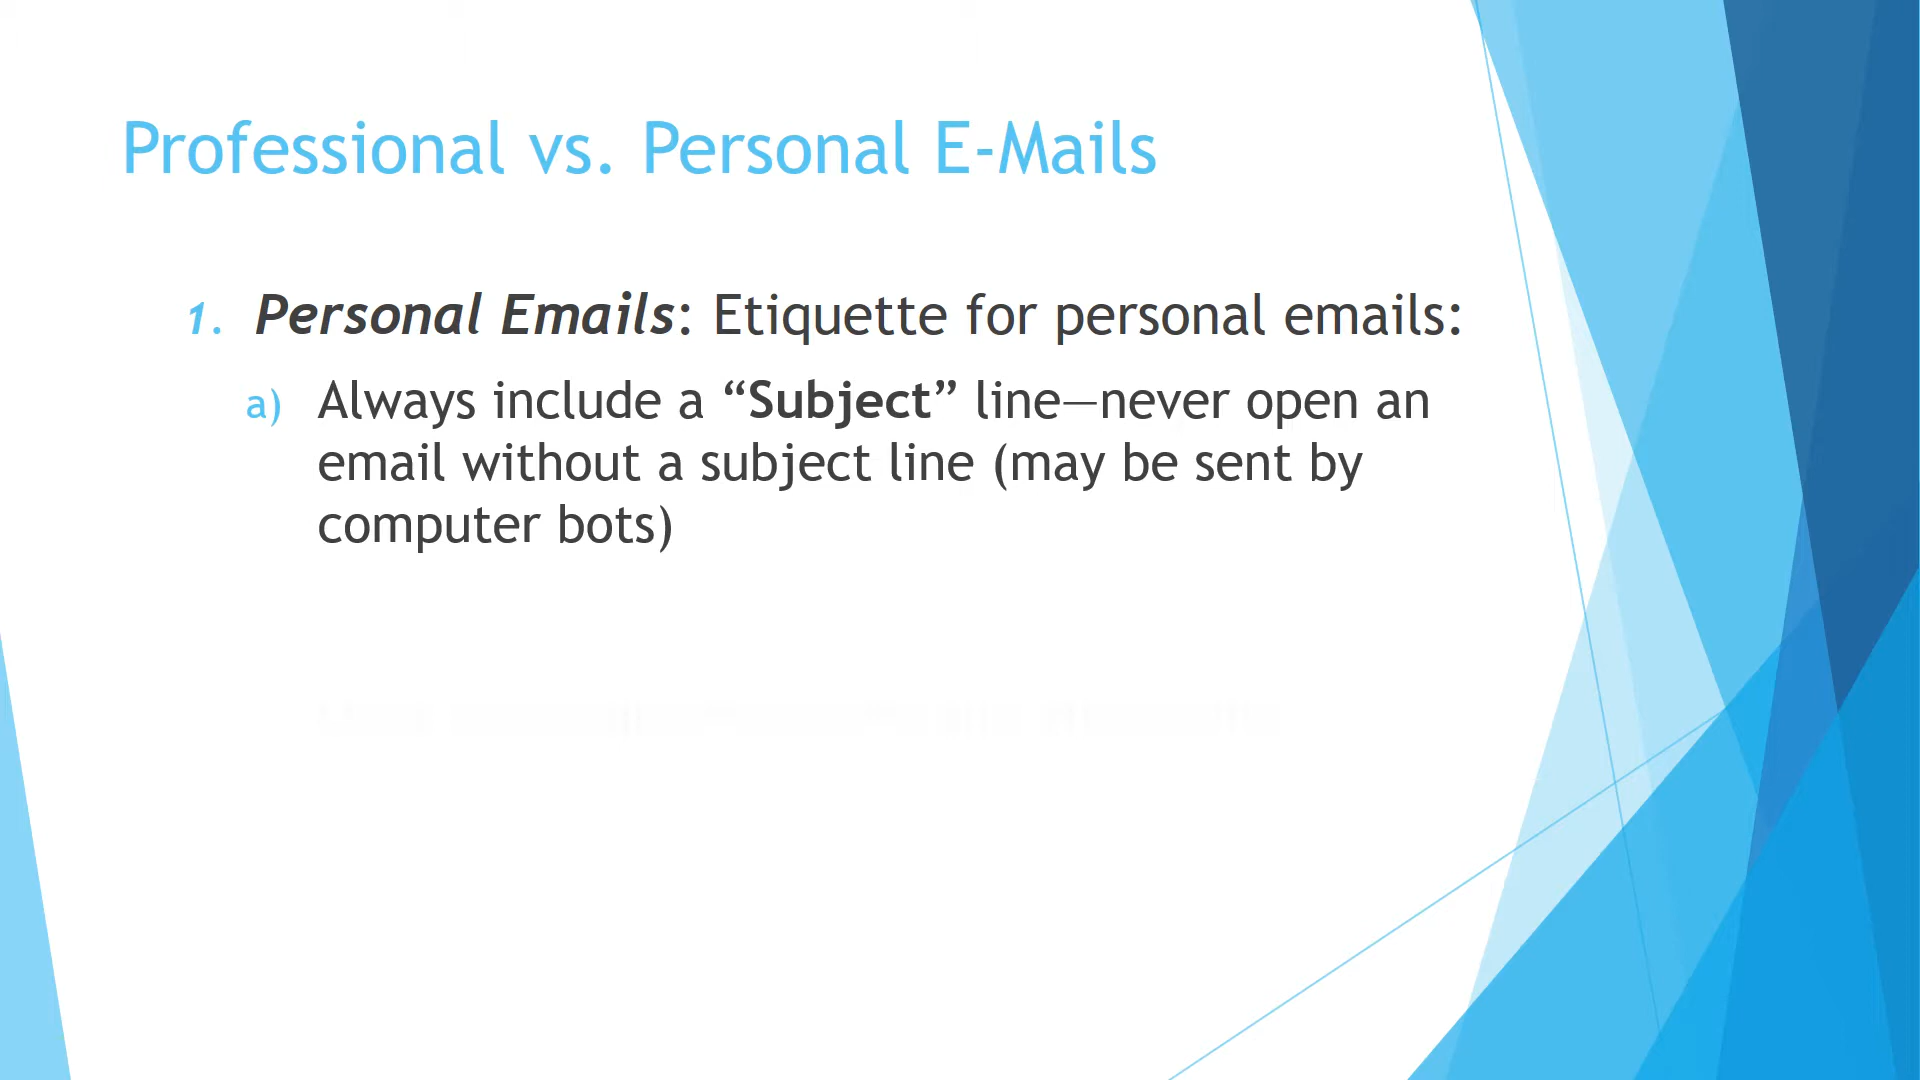 Professional vs. Personal E-Mails
1. Personal Emails: Etiquette for personal emails:
a) Always include a “Subject” line—never open an
email without a subject line (may be sent by
computer bots)